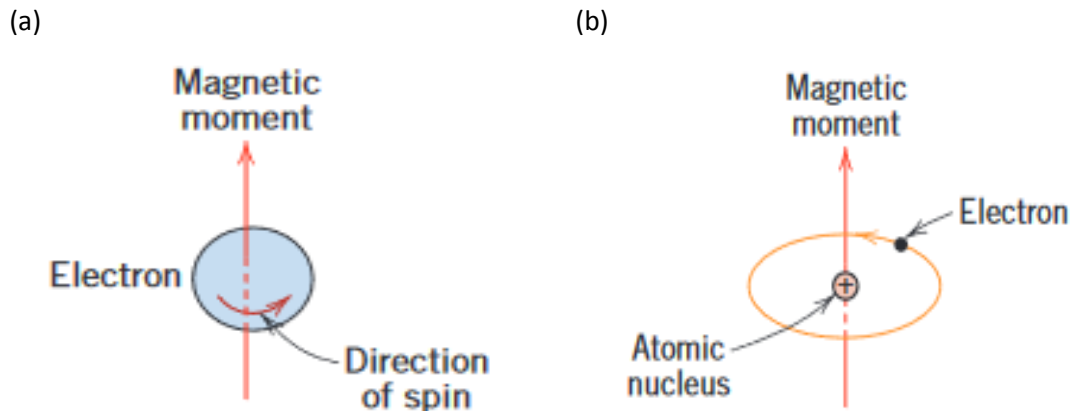 (a)
Magnetic
moment
Electron
Direction
of spin
(b)
Magnetic
moment
Electron
+
Atomic
nucleus